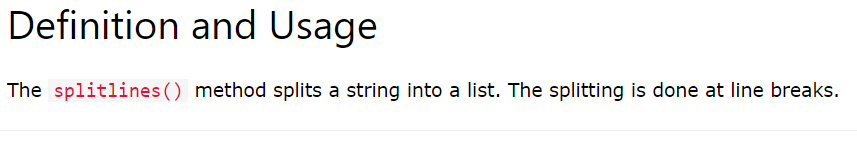 Definition and Usage
The splitlines() method splits a string into a list. The splitting is done at line breaks.